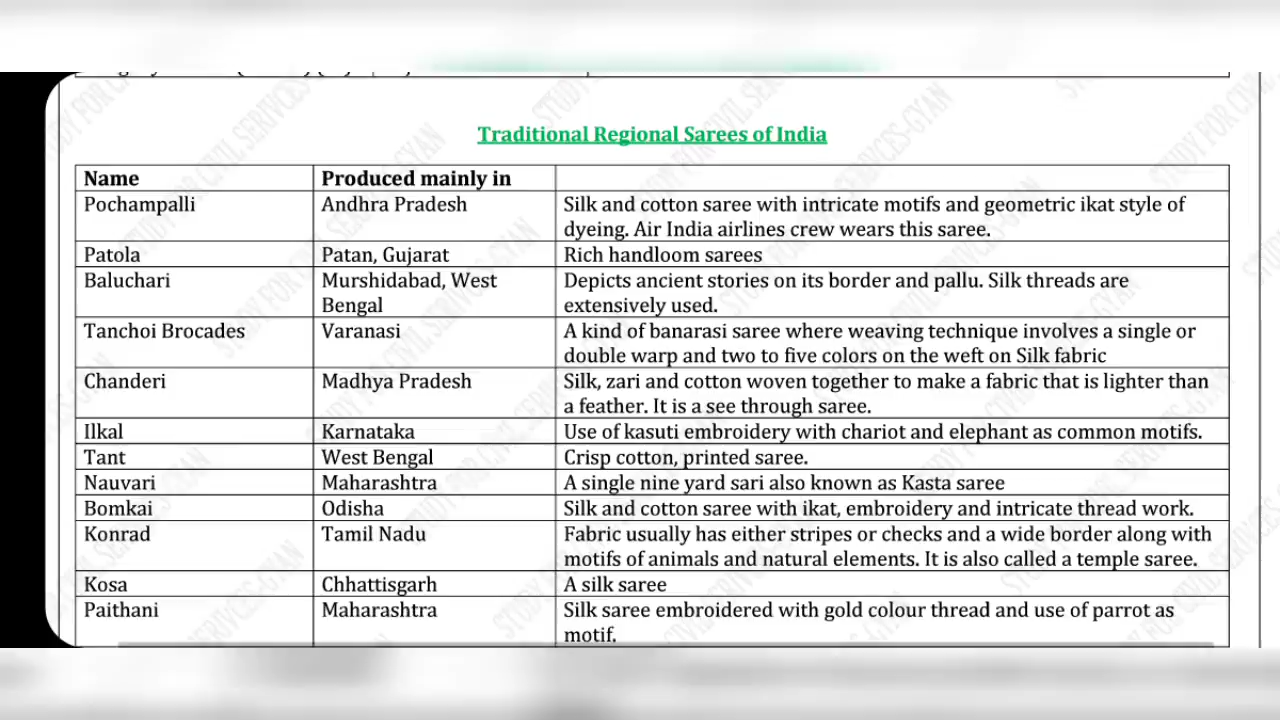 Traditional Regional Sarees of India
Name Produced mainly in
Pochampalli Andhra Pradesh Silk and cotton saree with intricate motifs and geometric ikat style of
dyeing. Air India airlines crew wears this saree.
Patola Patan, Gujarat Rich handloom sarees
Baluchari Murshidabad, West Depicts ancient stories on its border and pallu. Silk threads are
Bengal extensively used.
Tanchoi Brocades Varanasi A kind of banarasi saree where weaving technique involves a single or
double warp and two to five colors on the weft on Silk fabric
Chanderi Madhya Pradesh Silk, zari and cotton woven together to make a fabric that is lighter than
a feather. It is a see through saree.
Ilkal Karnataka Use of kasuti embroidery with chariot and elephant as common motifs.
Tant West Bengal Crisp cotton, printed saree.
Nauvari Maharashtra A single nine yard sari also known as Kasta saree
Bomkai Odisha Silk and cotton saree with ikat, embroidery and intricate thread work.
Konrad Tamil Nadu Fabric usually has either stripes or checks and a wide border along with
motifs of animals and natural elements. It is also called a temple saree.
Kosa Chhattisgarh A silk saree
Paithani Maharashtra Silk saree embroidered with gold colour thread and use of parrot as
motif.
STUDY FOR CIVIL SERIVCES-GYAN